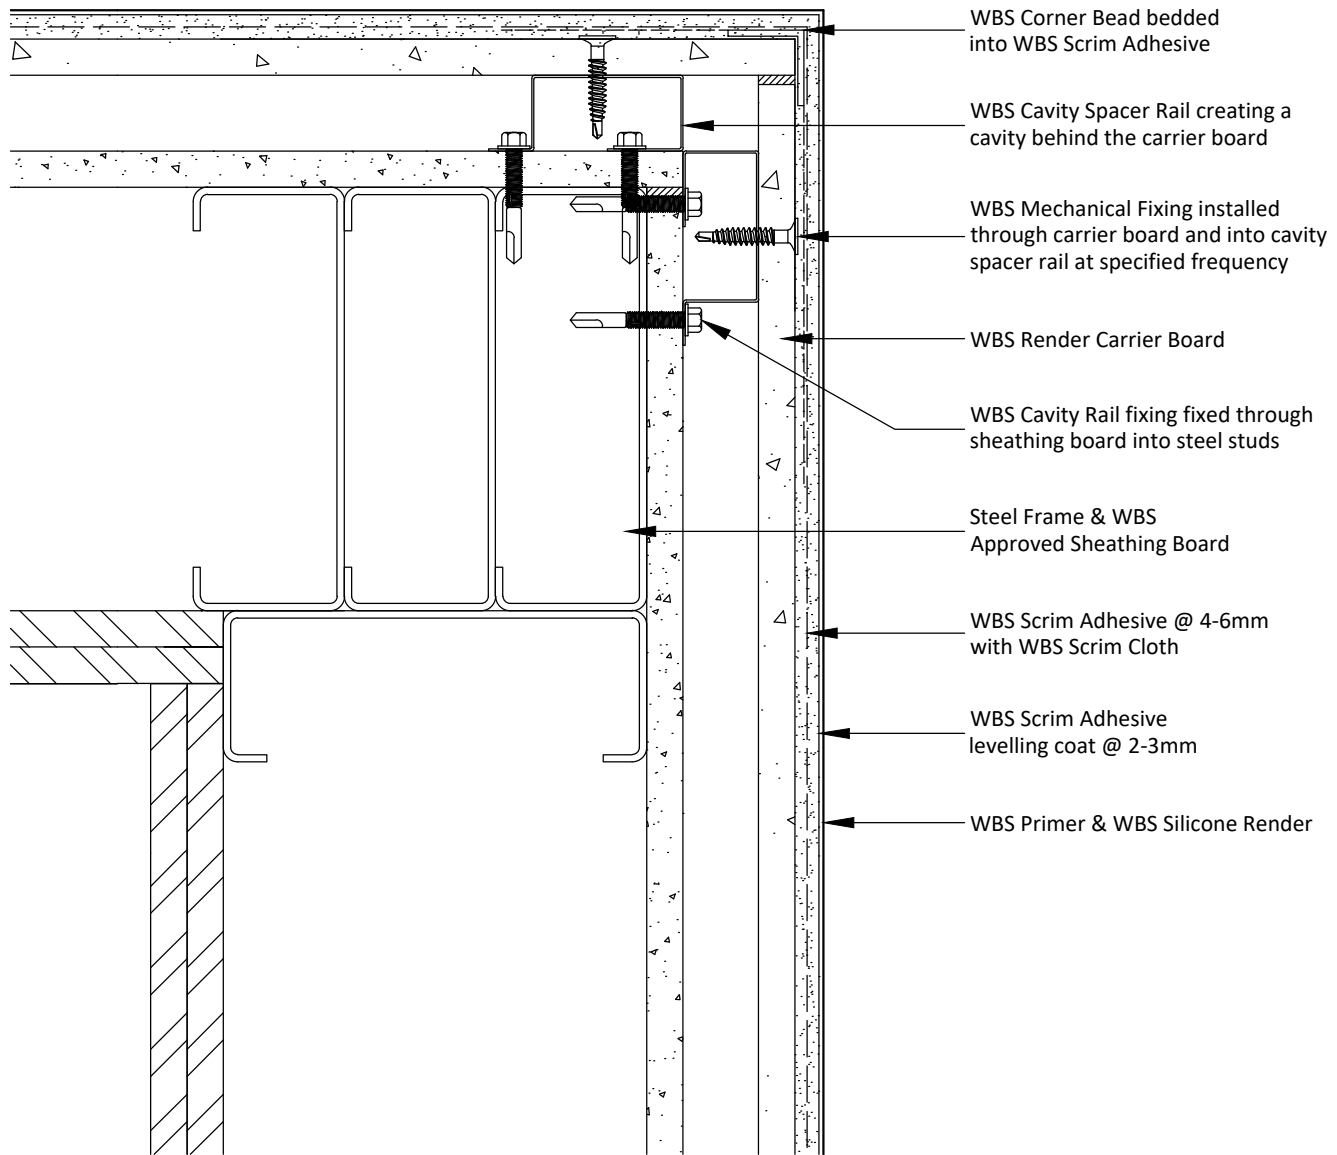 WBS Corner Bead bedded
into WBS Scrim Adhesive
WBS Cavity Spacer Rail creating a
cavity behind the carrier board
WBS Mechanical Fixing installed
through carrier board and into cavity
spacer rail at specified frequency
WBS Render Carrier Board
WBS Cavity Rail fixing fixed through
sheathing board into steel studs
Steel Frame & WBS
Approved Sheathing Board
WBS Scrim Adhesive @ 4-6mm
with WBS Scrim Cloth
WBS Scrim Adhesive
levelling coat @ 2-3mm
WBS Primer & WBS Silicone Render